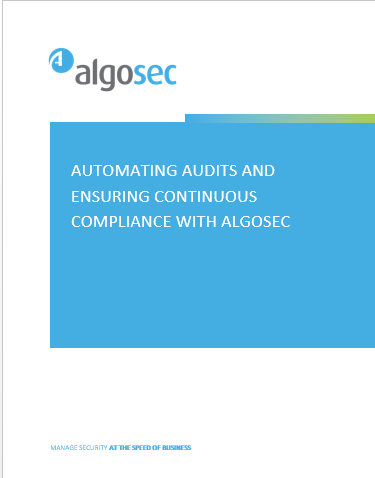 algosec
AUTOMATING AUDITS AND
ENSURING CONTINUOUS
COMPLIANCE WITH ALGOSEC
MANAGE SECURITY AT THE SPEED OF BUSINESS